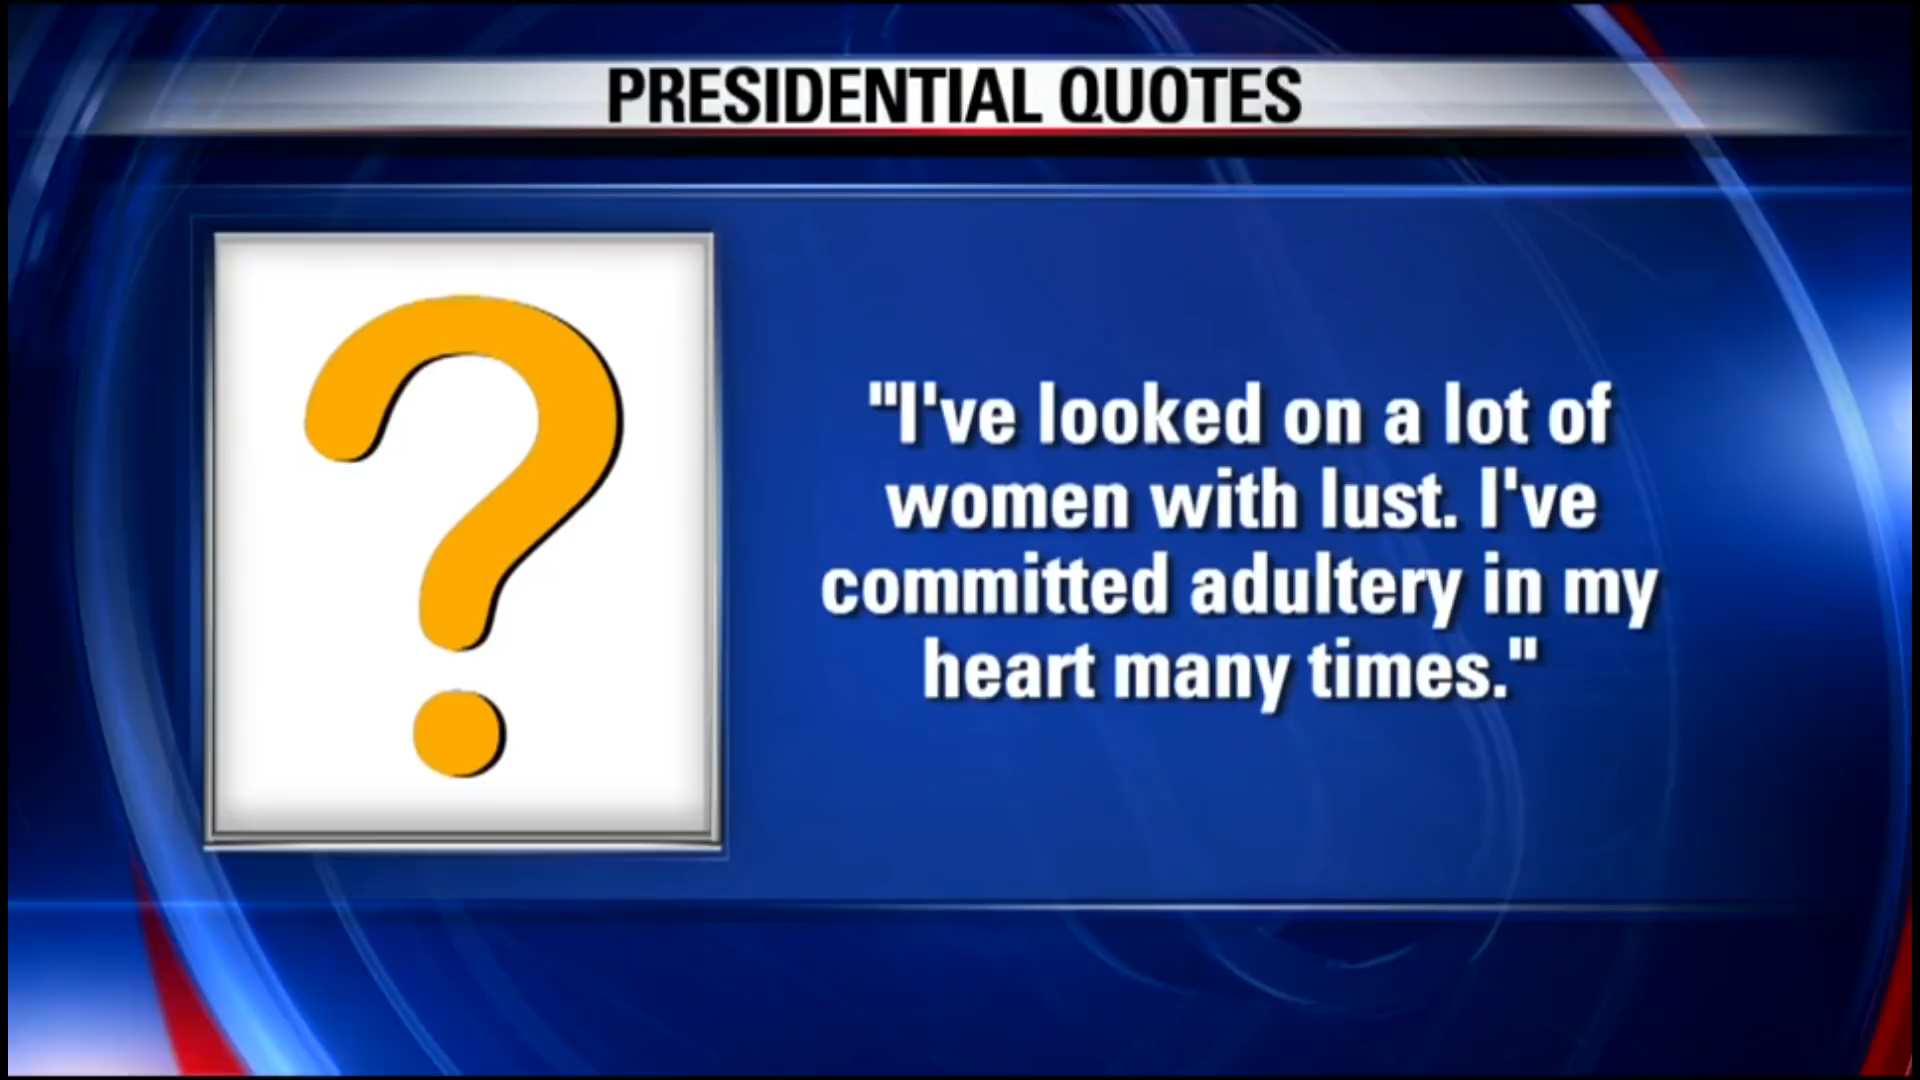 PRESIDENTIAL QUOTES
"I've looked on a lot of
women with lust. I've
committed adultery in my
heart many times."